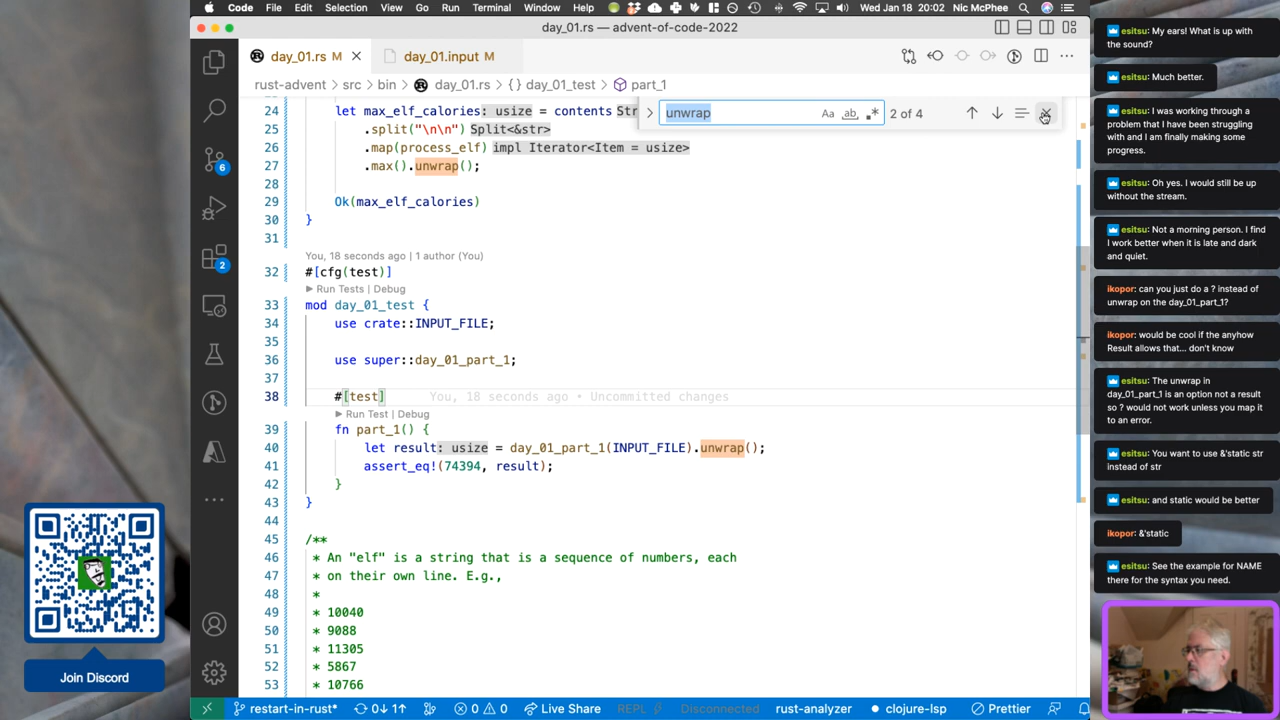 Code File Edit Selection View Go Run Terminal Window Help Wed Jan 18 20:02 Nic McPhee
day_01.rs — advent-of-code-2022
day_01.rs M
day_01.input M
rust-advent > src > bin > day_01.rs > {} day_01_test > part_1
unwrap
Aa ab .* 2 of 4
24 let max_elf_calories: usize = contents Str
25 .split("\n\n") Split<&str>
26 .map(process_elf) impl Iterator<Item = usize>
27 .max().unwrap();
28
29 Ok(max_elf_calories)
30 }
31
You, 18 seconds ago | 1 author (You)
32 #[cfg(test)]
Run Tests | Debug
33 mod day_01_test {
34 use crate::INPUT_FILE;
35
36 use super::day_01_part_1;
37
38 #[test] You, 18 seconds ago • Uncommitted changes
Run Test | Debug
39 fn part_1() {
40 let result: usize = day_01_part_1(INPUT_FILE).unwrap();
41 assert_eq!(74394, result);
42 }
43 }
44
45 /**
46 * An "elf" is a string that is a sequence of numbers, each
47 * on their own line. E.g.,
48 *
49 * 10040
50 * 9088
51 * 11305
52 * 5867
53 * 10766
6
2
restart-in-rust* 0↓ 1↑ 0 0 Live Share REPL Disconnected rust-analyzer clojure-lsp Prettier
Join Discord
esitsu: My ears! What is up with
the sound?
esitsu: Much better.
esitsu: I was working through a
problem that I have been struggling
with and I am finally making some
progress.
esitsu: Oh yes. I would still be up
without the stream.
esitsu: Not a morning person. I find
I work better when it is late and dark
and quiet.
ikopor: can you just do a ? instead of
unwrap on the day_01_part_1?
ikopor: would be cool if the anyhow
Result allows that... don't know
esitsu: The unwrap in
day_01_part_1 is an option not a result
so ? would not work unless you map it
to an error.
esitsu: You want to use &'static str
instead of str
esitsu: and static would be better
ikopor: &'static
esitsu: See the example for NAME
there for the syntax you need.